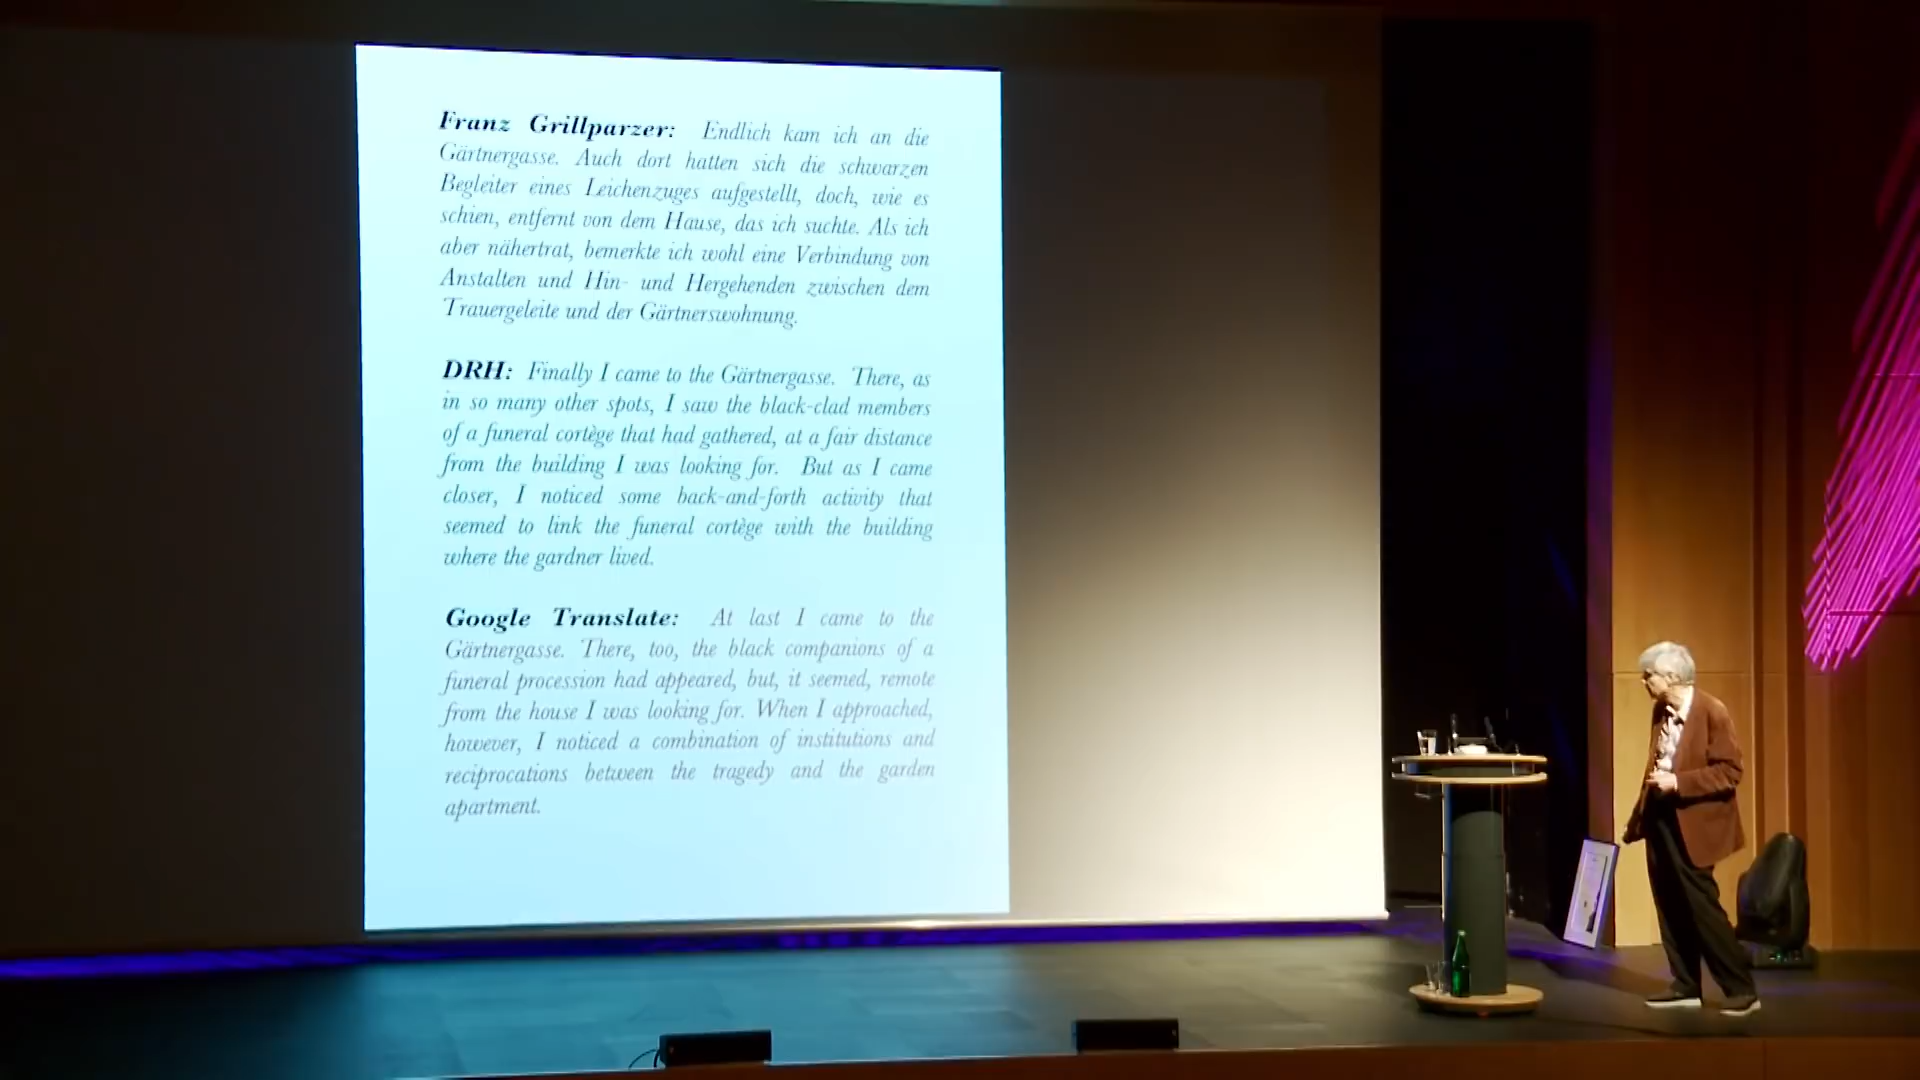 Franz Grillparzer: Endlich kam ich an die
Gärtnergasse. Auch dort hatten sich die schwarzen
Begleiter eines Leichenzuges aufgestellt, doch, wie es
schien, entfernt von dem Hause, das ich suchte. Als ich
aber nähertrat, bemerkte ich wohl eine Verbindung von
Anstalten und Hin- und Hergehenden zwischen dem
Trauergeleite und der Gärtnerswohnung.
DRH: Finally I came to the Gärtnergasse. There, as
in so many other spots, I saw the black-clad members
of a funeral cortège that had gathered, at a fair distance
from the building I was looking for. But as I came
closer, I noticed some back-and-forth activity that
seemed to link the funeral cortège with the building
where the gardner lived.
Google Translate: At last I came to the
Gärtnergasse. There, too, the black companions of a
funeral procession had appeared, but, it seemed, remote
from the house I was looking for. When I approached,
however, I noticed a combination of institutions and
reciprocations between the tragedy and the garden
apartment.